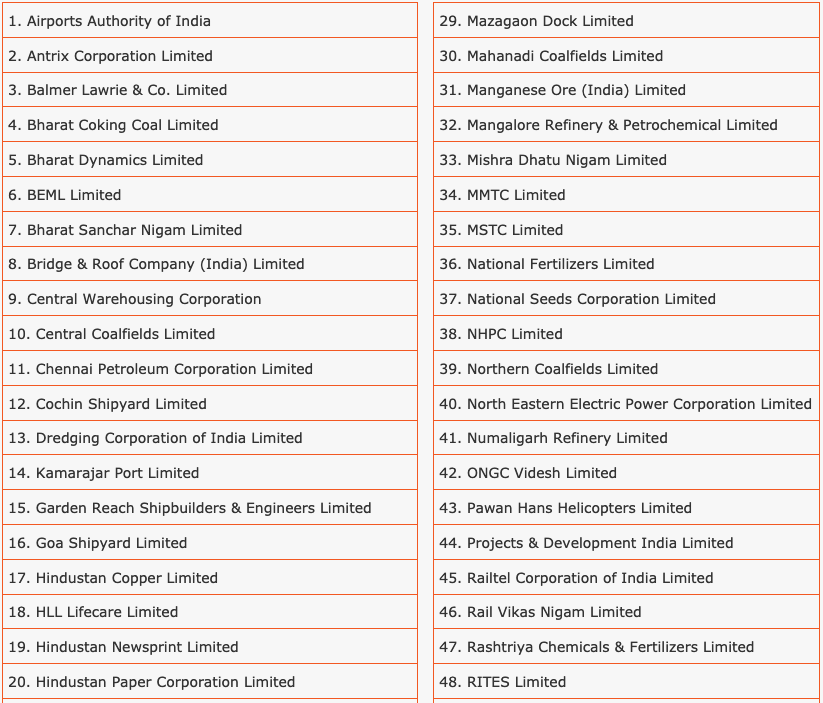 1. Airports Authority of India
2. Antrix Corporation Limited
3. Balmer Lawrie & Co. Limited
4. Bharat Coking Coal Limited
5. Bharat Dynamics Limited
6. BEML Limited
7. Bharat Sanchar Nigam Limited
8. Bridge & Roof Company (India) Limited
9. Central Warehousing Corporation
10. Central Coalfields Limited
11. Chennai Petroleum Corporation Limited
12. Cochin Shipyard Limited
13. Dredging Corporation of India Limited
14. Kamarajar Port Limited
15. Garden Reach Shipbuilders & Engineers Limited
16. Goa Shipyard Limited
17. Hindustan Copper Limited
18. HLL Lifecare Limited
19. Hindustan Newsprint Limited
20. Hindustan Paper Corporation Limited
29. Mazagaon Dock Limited
30. Mahanadi Coalfields Limited
31. Manganese Ore (India) Limited
32. Mangalore Refinery & Petrochemical Limited
33. Mishra Dhatu Nigam Limited
34. MMTC Limited
35. MSTC Limited
36. National Fertilizers Limited
37. National Seeds Corporation Limited
38. NHPC Limited
39. Northern Coalfields Limited
40. North Eastern Electric Power Corporation Limited
41. Numaligarh Refinery Limited
42. ONGC Videsh Limited
43. Pawan Hans Helicopters Limited
44. Projects & Development India Limited
45. Railtel Corporation of India Limited
46. Rail Vikas Nigam Limited
47. Rashtriya Chemicals & Fertilizers Limited
48. RITES Limited